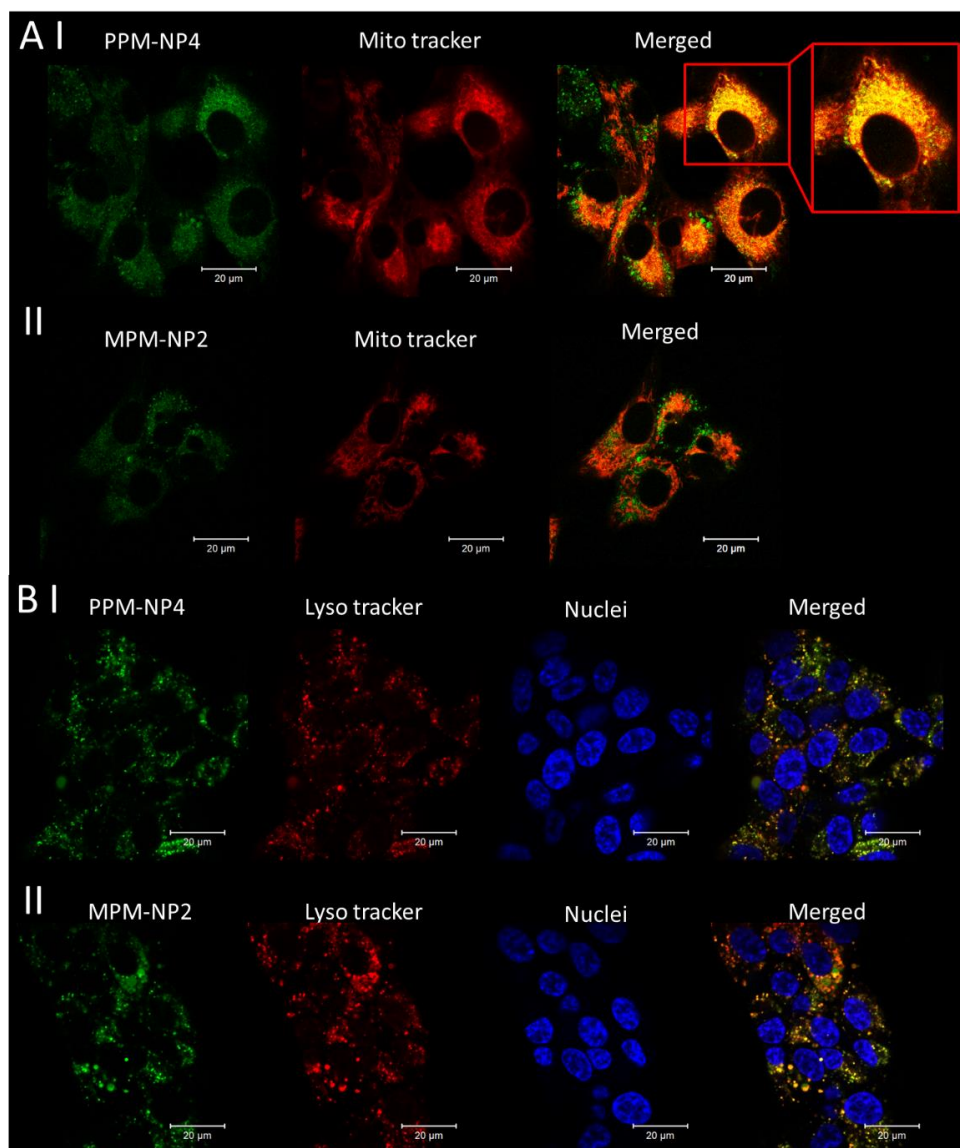 A I
PPM-NP4 Mito tracker Merged
20 µm 20 µm 20 µm
II
MPM-NP2 Mito tracker Merged
20 µm 20 µm 20 µm
B I
PPM-NP4 Lyso tracker Nuclei Merged
20 µm 20 µm 20 µm 20 µm
II
MPM-NP2 Lyso tracker Nuclei Merged
20 µm 20 µm 20 µm 20 µm